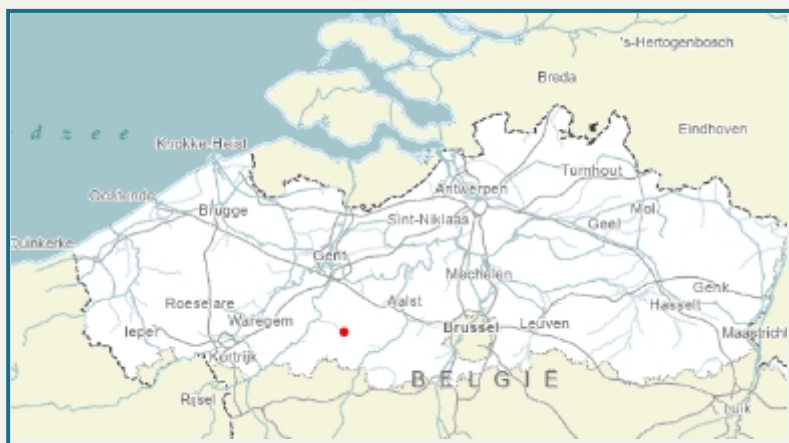 's-Hertogenbosch
Breda
dzee
Eindhoven
Knokke-Heist
Turnhout
Antwerpen
Oostende
Brugge
Mol
Sint-Niklaas
Geel
Duinkerke
Gent
Mechelen
Genk
Roeselare
Aalst
Hasselt
Waregem
Brussel
Leuven
Ieper
Maastricht
Kortrijk
BELGIË
Rijsel
Luik